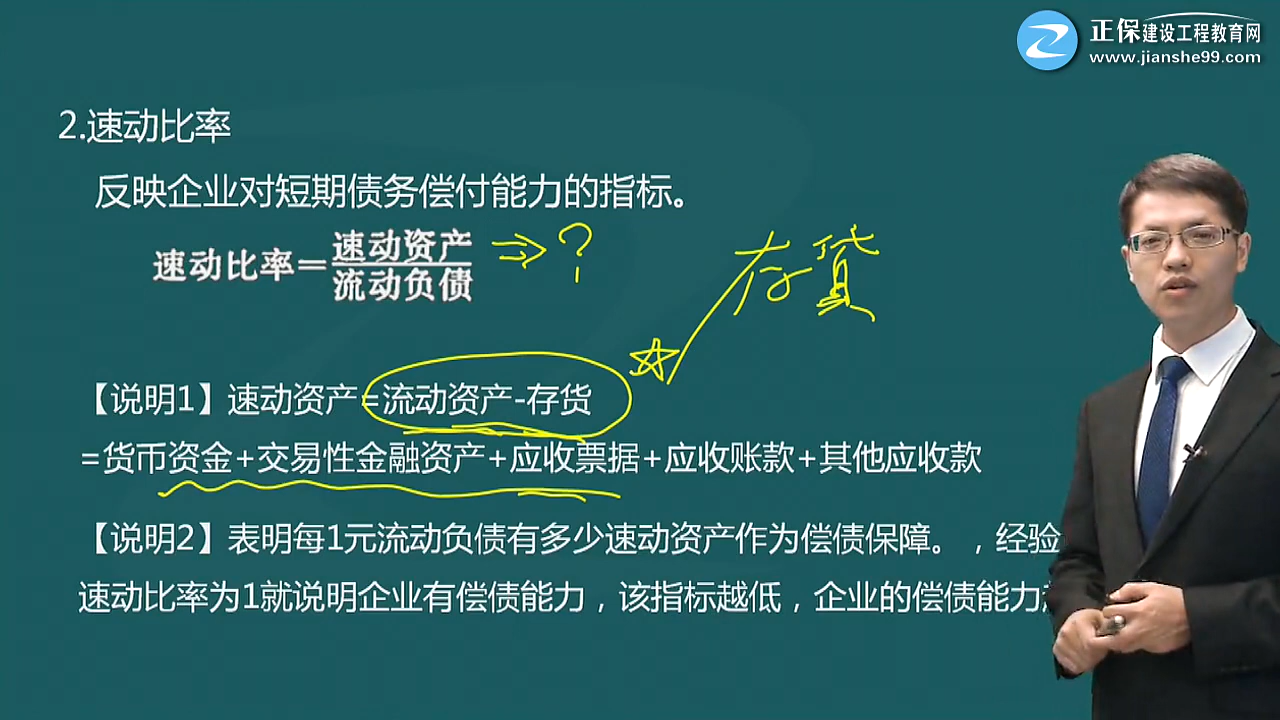 正保建设工程教育网
www.jianshe99.com
2.速动比率
反映企业对短期债务偿付能力的指标。
速动比率=速动资产
流动负债
?
存货
【说明1】速动资产=流动资产-存货
=货币资金+交易性金融资产+应收票据+应收账款+其他应收款
【说明2】表明每1元流动负债有多少速动资产作为偿债保障。，经验
速动比率为1就说明企业有偿债能力，该指标越低，企业的偿债能力